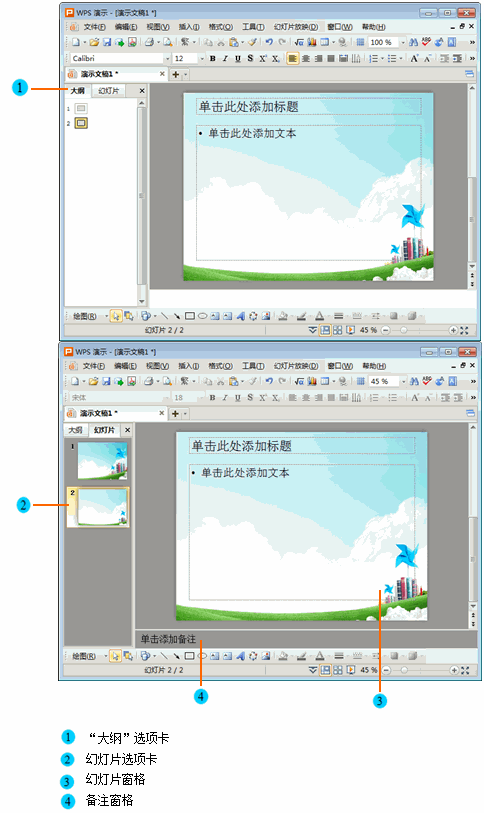 WPS 演示 - [演示文稿1 *]
文件(F) 编辑(E) 视图(V) 插入(I) 格式(O) 工具(T) 幻灯片放映(D) 窗口(W) 帮助(H)
100 %
Calibri 12 B I U S X² X₂
演示文稿1 *
1 大纲 幻灯片
1
2
单击此处添加标题
• 单击此处添加文本
绘图(R)
幻灯片 2 / 2 45 %
WPS 演示 - [演示文稿1 *]
文件(F) 编辑(E) 视图(V) 插入(I) 格式(O) 工具(T) 幻灯片放映(D) 窗口(W) 帮助(H)
45 %
宋体 18 B I U S X² X₂
演示文稿1 *
大纲 幻灯片
1
2
2
单击此处添加标题
• 单击此处添加文本
单击添加备注
绘图(R)
幻灯片 2 / 2 45 %
4 3
1 “大纲”选项卡
2 幻灯片选项卡
3 幻灯片窗格
4 备注窗格